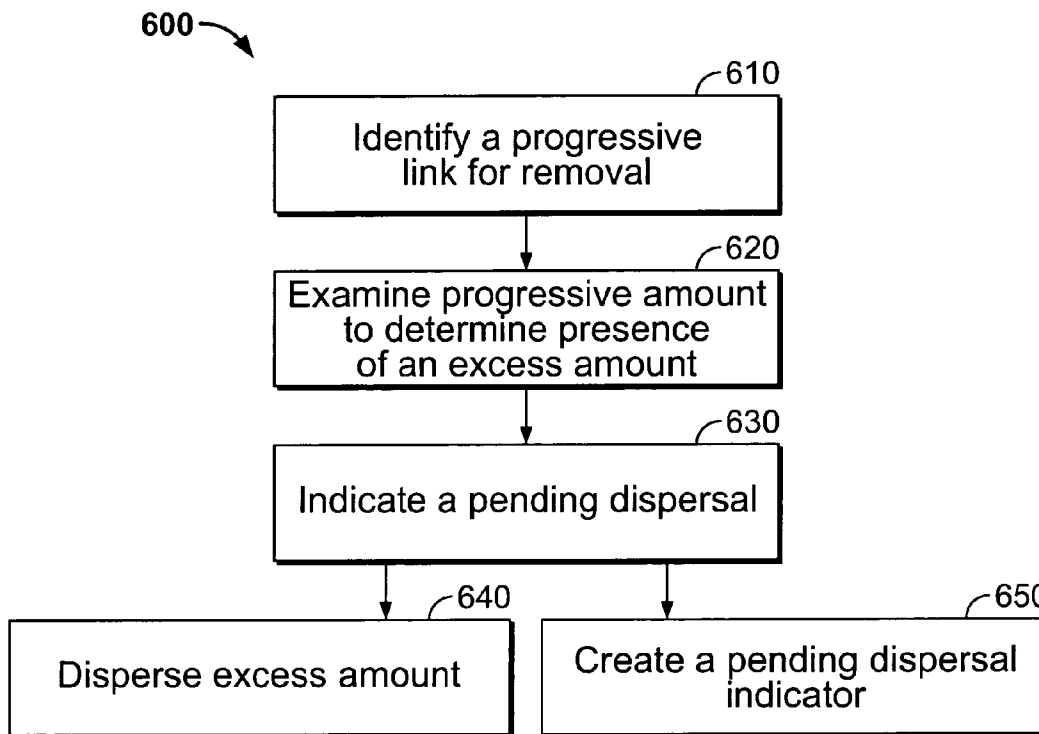 600
610
Identify a progressive
link for removal
620
Examine progressive amount
to determine presence
of an excess amount
630
Indicate a pending dispersal
640
Disperse excess amount
650
Create a pending dispersal
indicator